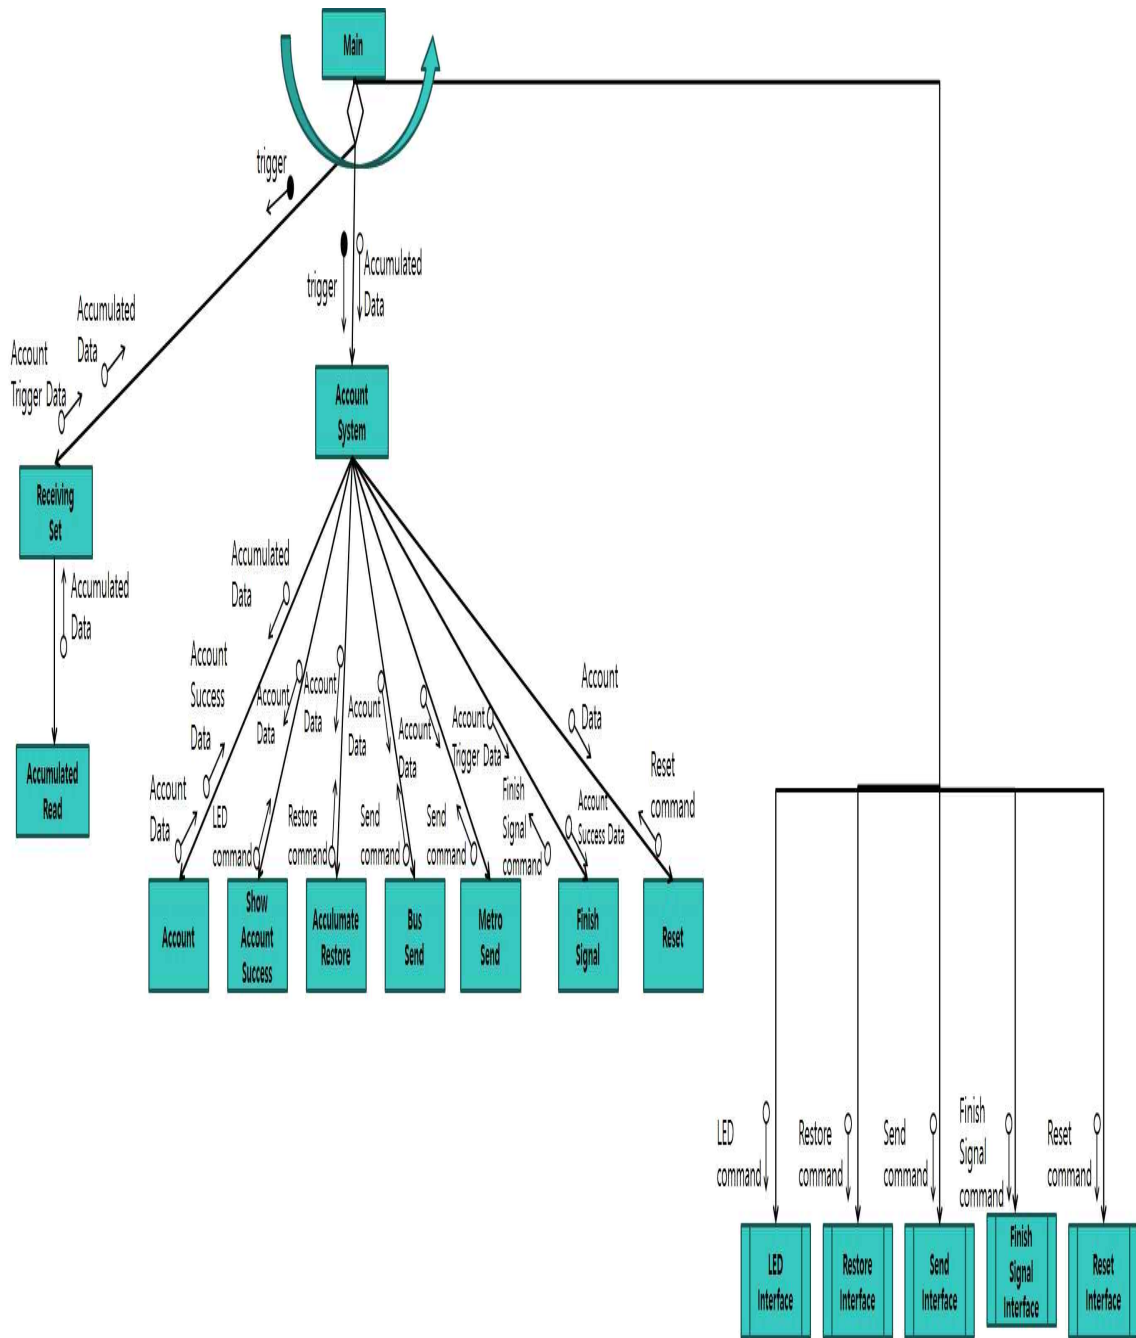 Main
trigger
trigger
Accumulated
Data
Accumulated
Data
Account
Trigger Data
Account
System
Receiving
Set
Accumulated
Data
Accumulated
Read
Accumulated
Data
Account
Success
Data
Account
Data
Account
Data
Account
Data
Account
Data
Account
Data
Account
Trigger Data
Account
Data
LED
command
Restore
command
Send
command
Send
command
Finish
Signal
command
Account
Success Data
Reset
command
Account
Show
Account
Success
Acculumate
Restore
Bus
Send
Metro
Send
Finish
Signal
Reset
LED
command
Restore
command
Send
command
Finish
Signal
command
Reset
command
LED
Interface
Restore
Interface
Send
Interface
Finish
Signal
Interface
Reset
Interface